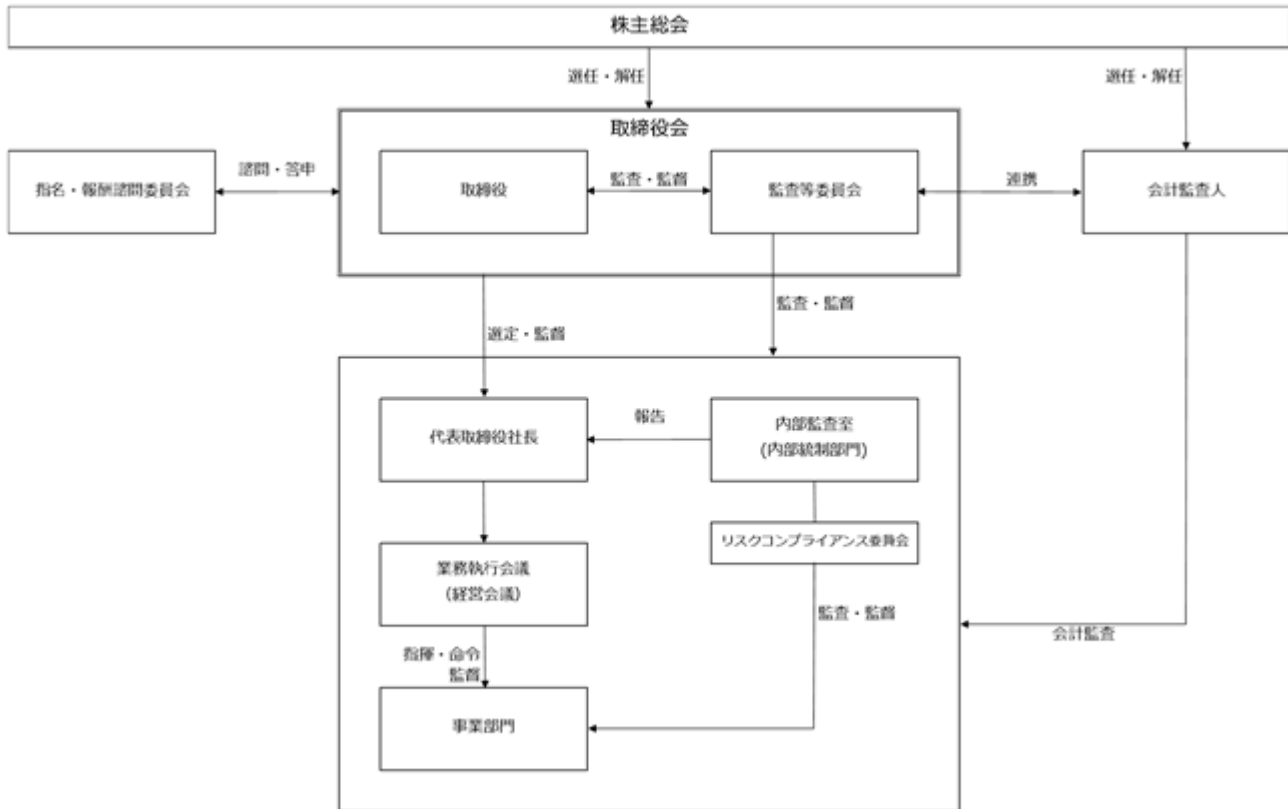 株主総会
選任・解任
選任・解任
取締役会
指名・報酬諮問委員会
諮問・答申
取締役
監査・監督
監査等委員会
連携
会計監査人
選定・監督
監査・監督
代表取締役社長
報告
内部監査室
(内部統制部門)
リスクコンプライアンス委員会
業務執行会議
(経営会議)
監査・監督
会計監査
指揮・命令
監督
事業部門